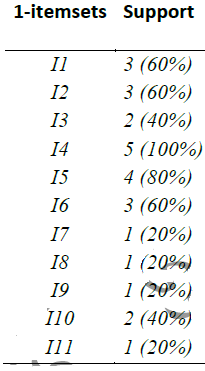 1-itemsets Support
I1 3 (60%)
I2 3 (60%)
I3 2 (40%)
I4 5 (100%)
I5 4 (80%)
I6 3 (60%)
I7 1 (20%)
I8 1 (20%)
I9 1 (20%)
I10 2 (40%)
I11 1 (20%)